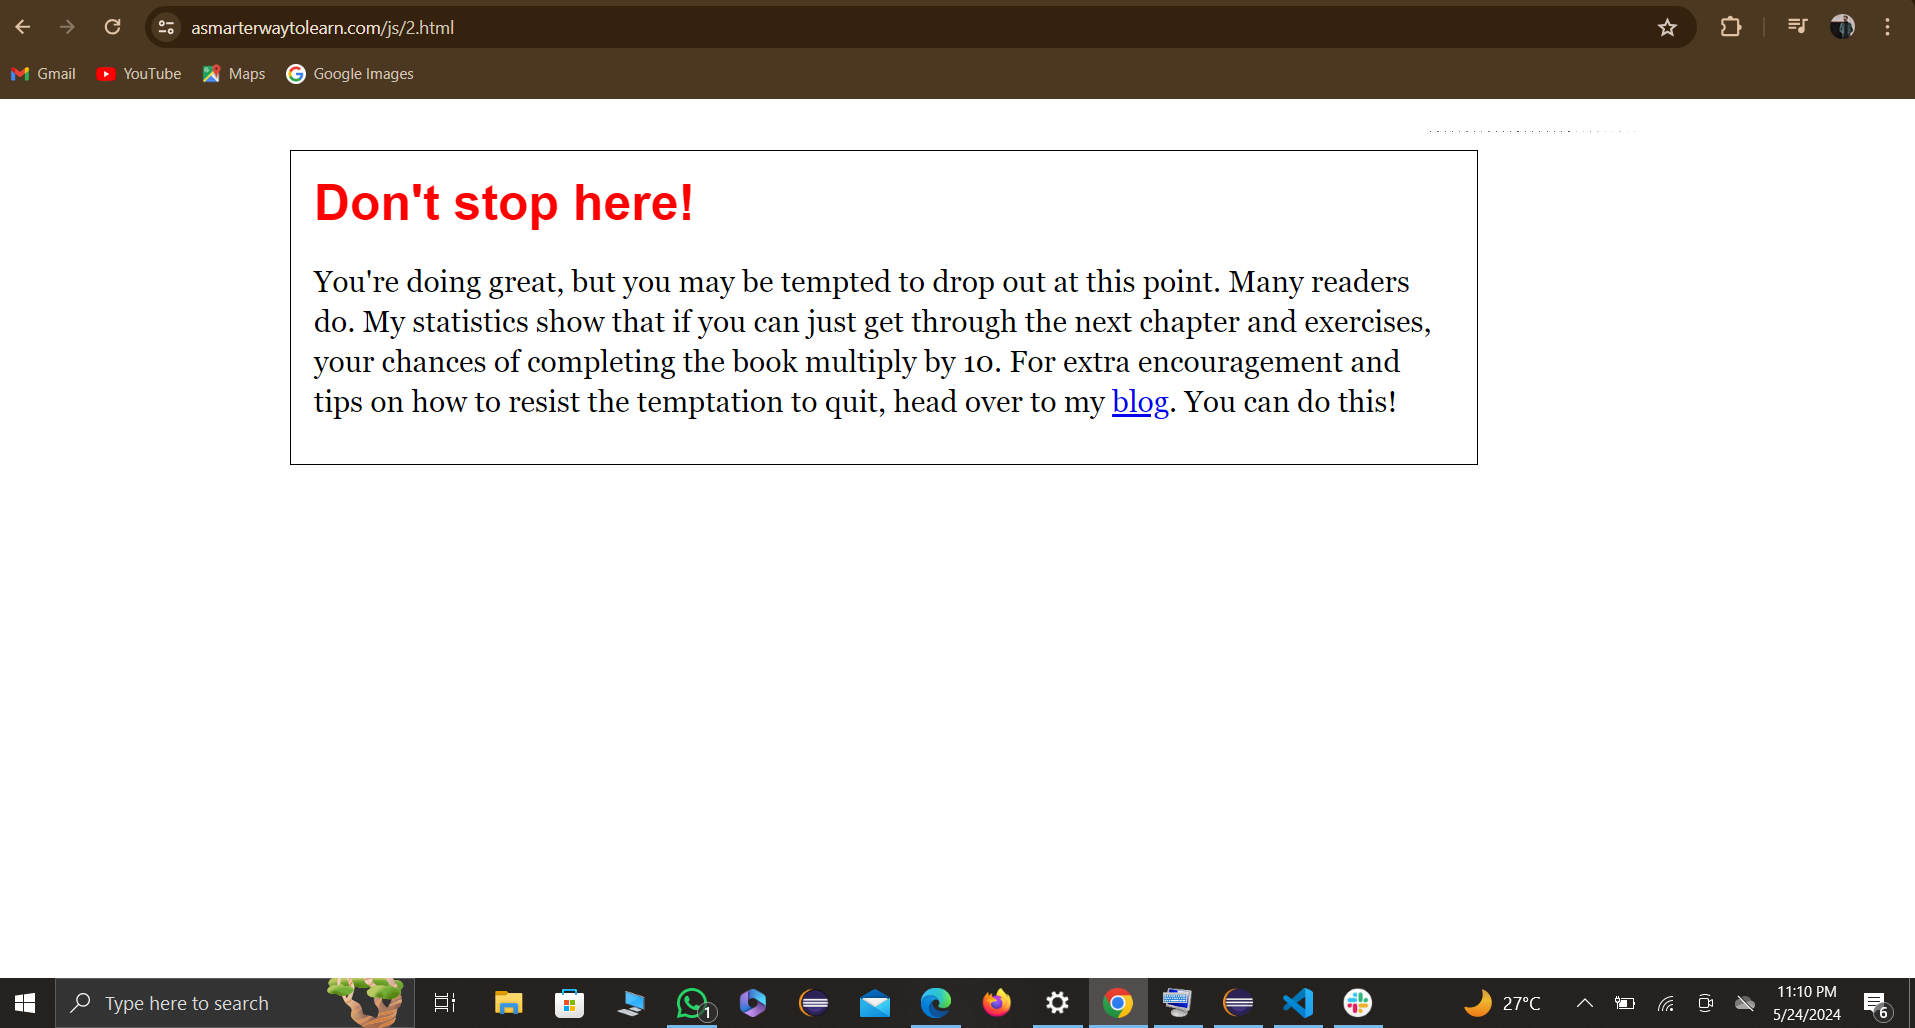 asmarterwaytolearn.com/js/2.html
Gmail YouTube Maps Google Images
Don't stop here!
You're doing great, but you may be tempted to drop out at this point. Many readers
do. My statistics show that if you can just get through the next chapter and exercises,
your chances of completing the book multiply by 10. For extra encouragement and
tips on how to resist the temptation to quit, head over to my blog. You can do this!
Type here to search
1
27°C
11:10 PM
5/24/2024
6